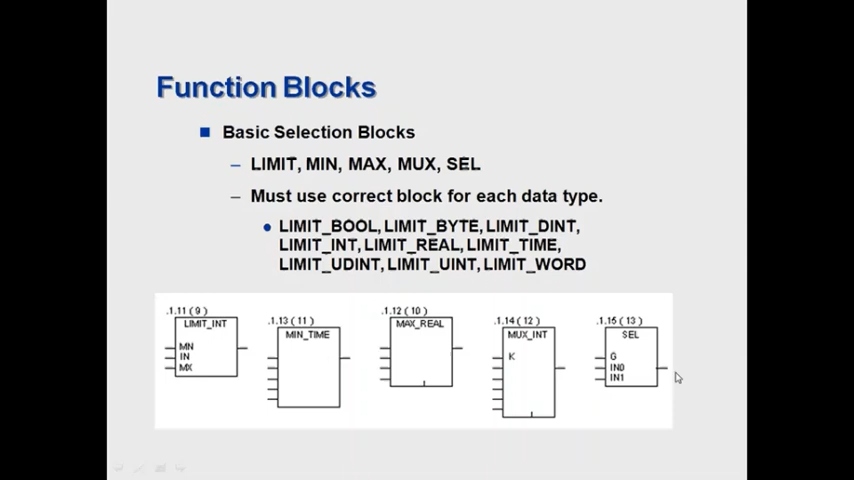 Function Blocks
Basic Selection Blocks
– LIMIT, MIN, MAX, MUX, SEL
– Must use correct block for each data type.
LIMIT_BOOL, LIMIT_BYTE, LIMIT_DINT,
LIMIT_INT, LIMIT_REAL, LIMIT_TIME,
LIMIT_UDINT, LIMIT_UINT, LIMIT_WORD
.1.11 (9)
LIMIT_INT
MN
IN
MX
.1.13 (11)
MIN_TIME
.1.12 (10)
MAX_REAL
.1.14 (12)
MUX_INT
K
.1.15 (13)
SEL
G
IN0
IN1